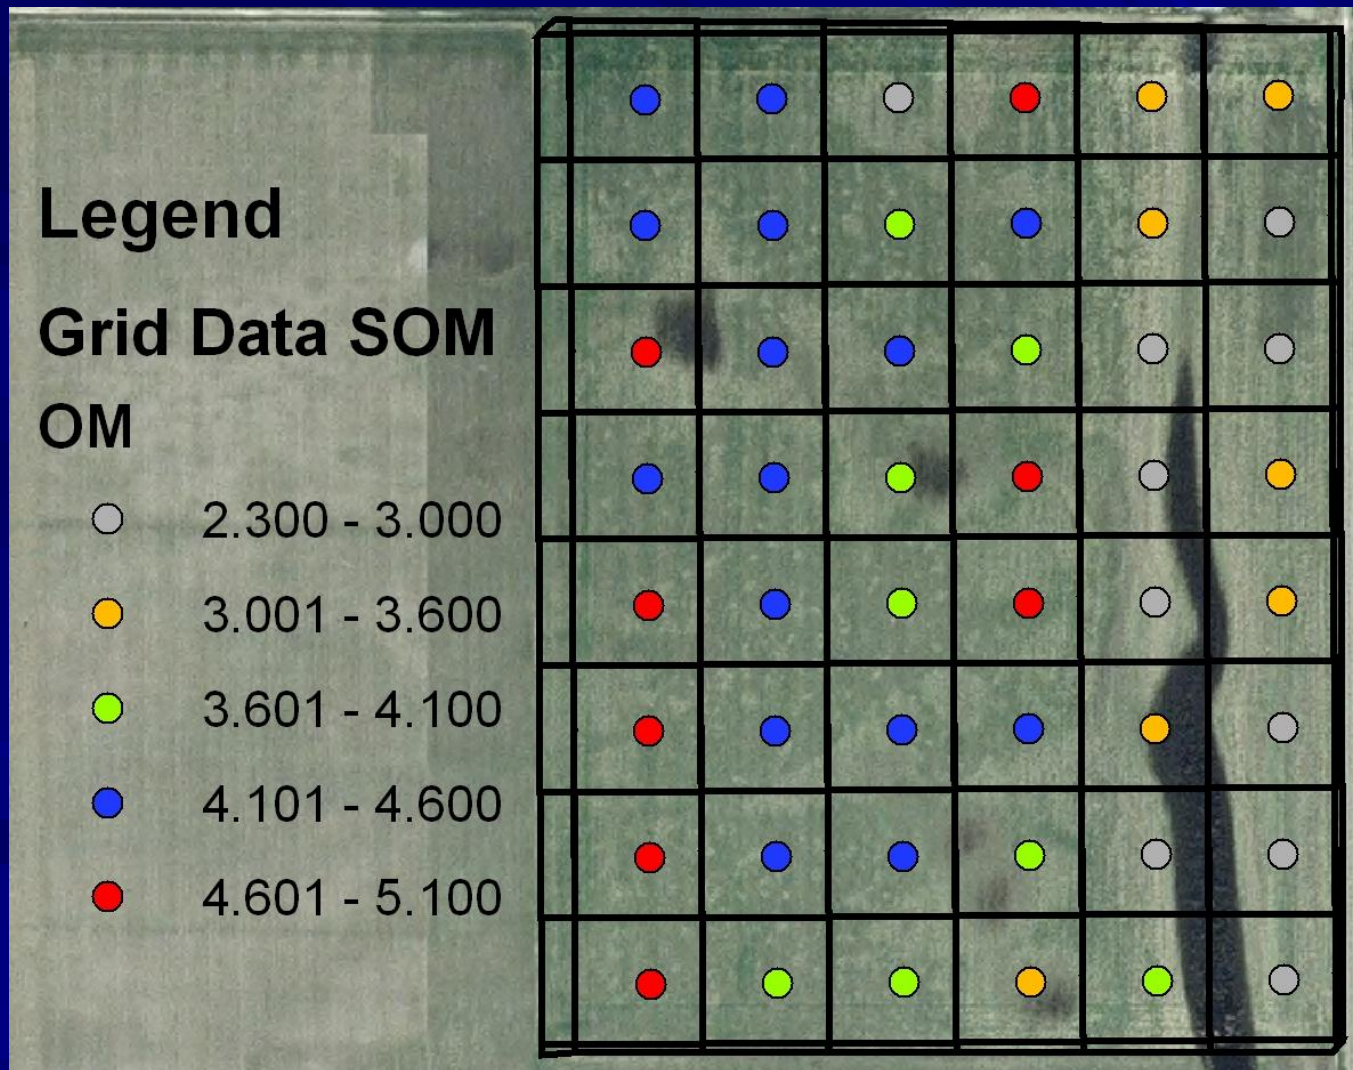 Legend
Grid Data SOM
OM
2.300 - 3.000
3.001 - 3.600
3.601 - 4.100
4.101 - 4.600
4.601 - 5.100